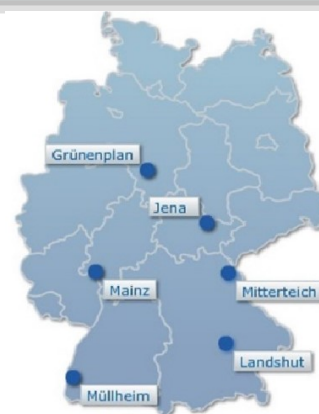 Grünenplan
Jena
Mainz
Mitterteich
Landshut
Müllheim